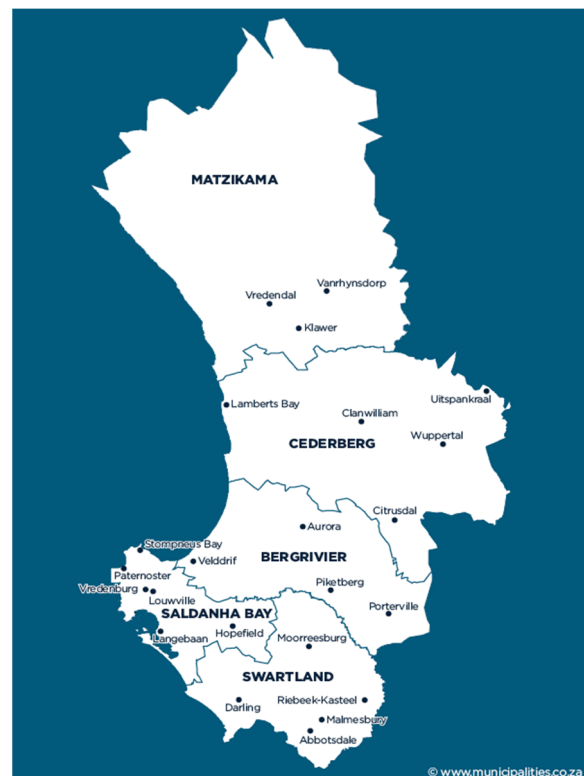 MATZIKAMA
Vanrhynsdorp
Vredendal
Klawer
Uitspankraal
Lamberts Bay
Clanwilliam
Wuppertal
CEDERBERG
Citrusdal
Aurora
Stompneus Bay
BERGRIVIER
Velddrif
Paternoster
Piketberg
Vredenburg
Louwville
Porterville
SALDANHA BAY
Hopefield
Langebaan
Moorreesburg
SWARTLAND
Riebeek-Kasteel
Darling
Malmesbury
Abbotsdale
© www.municipalities.co.za